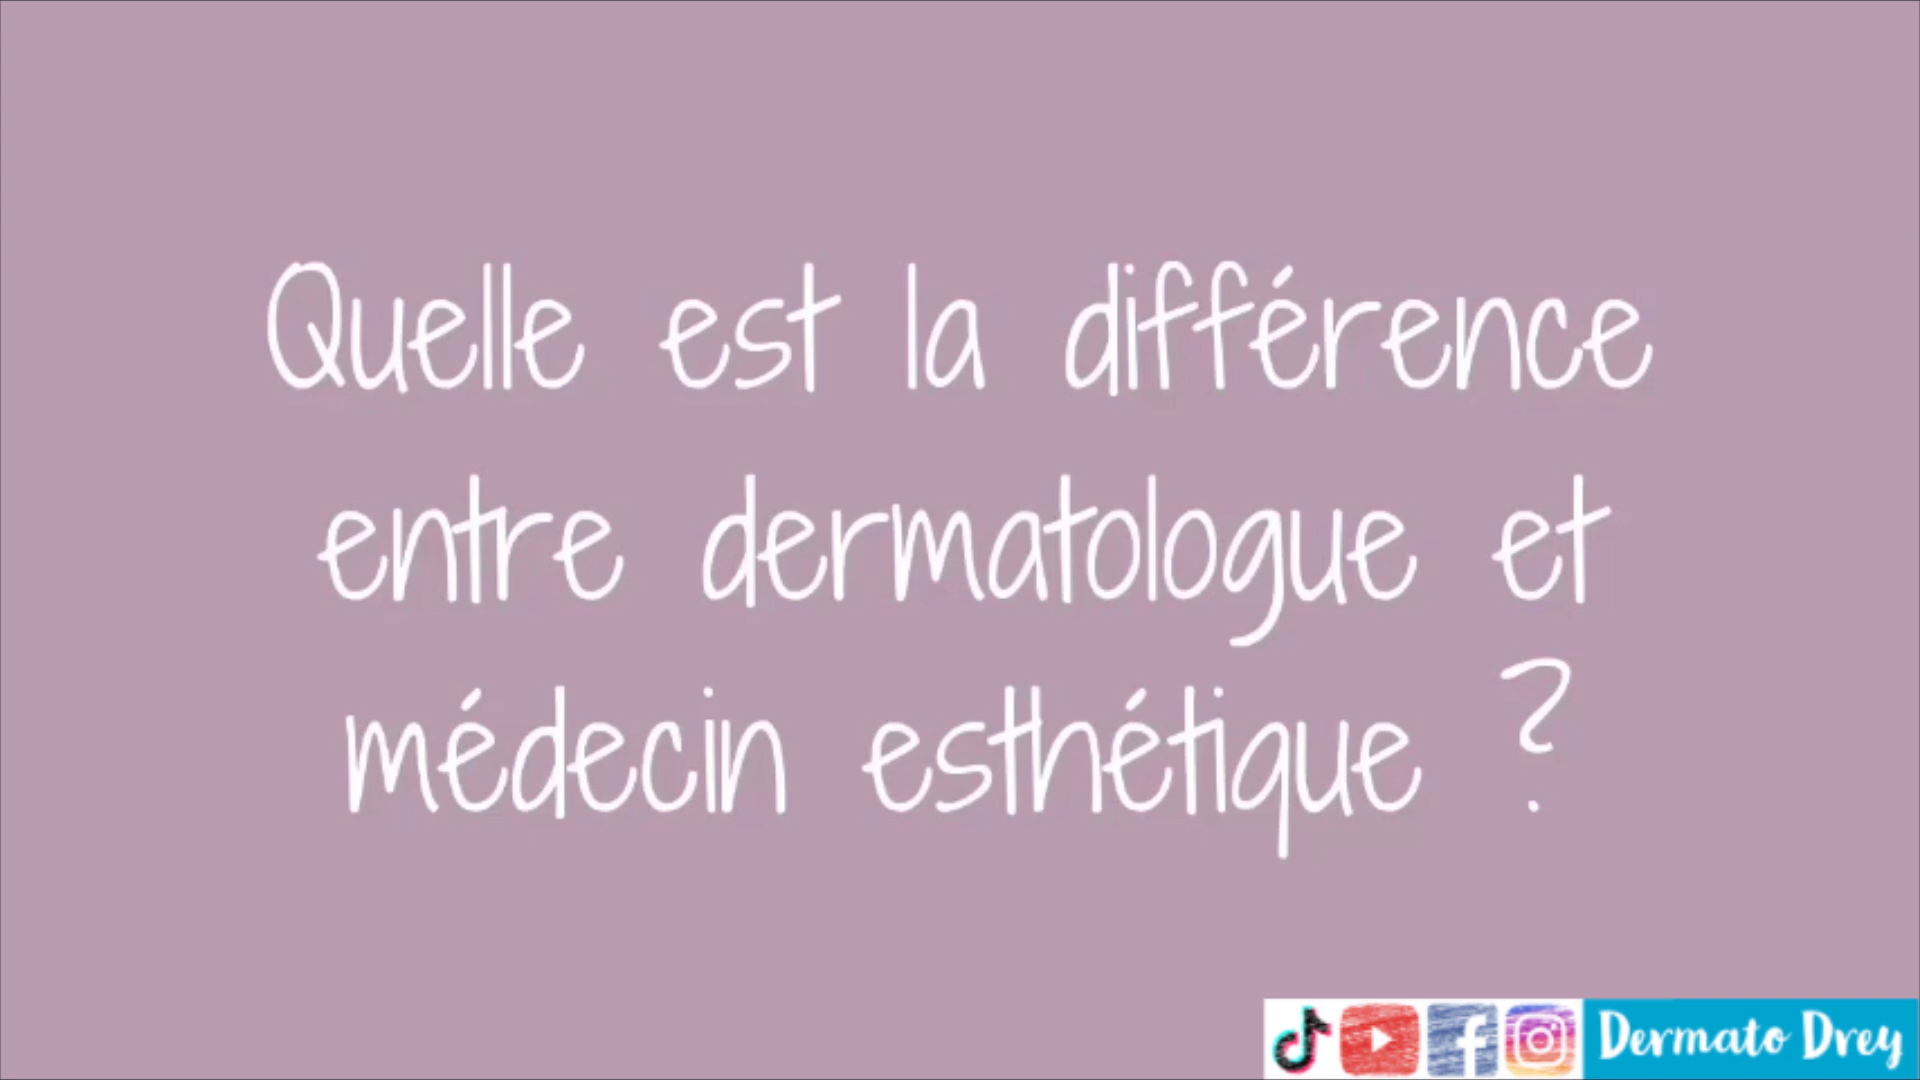 Quelle est la différence
entre dermatologue et
médecin esthétique ?
Dermato Drey